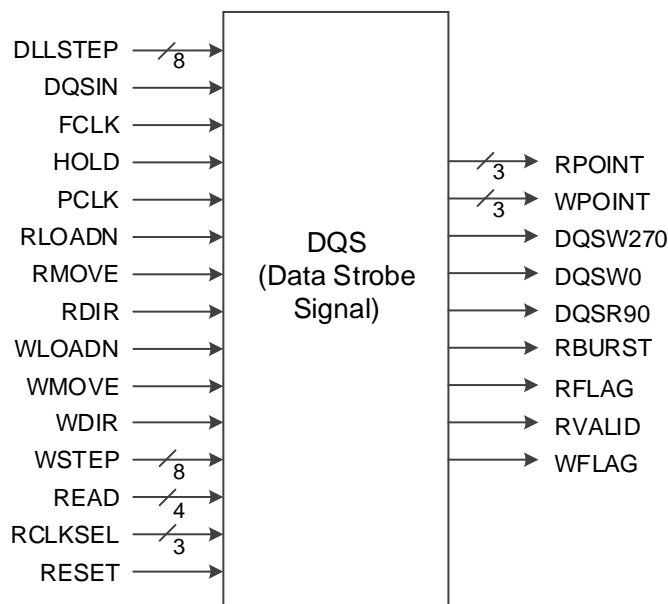 DLLSTEP
8
DQSIN
FCLK
HOLD
PCLK
RLOADN
RMOVE
RDIR
WLOADN
WMOVE
WDIR
WSTEP
8
READ
4
RCLKSEL
3
RESET
DQS
(Data Strobe
Signal)
3
RPOINT
3
WPOINT
DQSW270
DQSW0
DQSR90
RBURST
RFLAG
RVALID
WFLAG